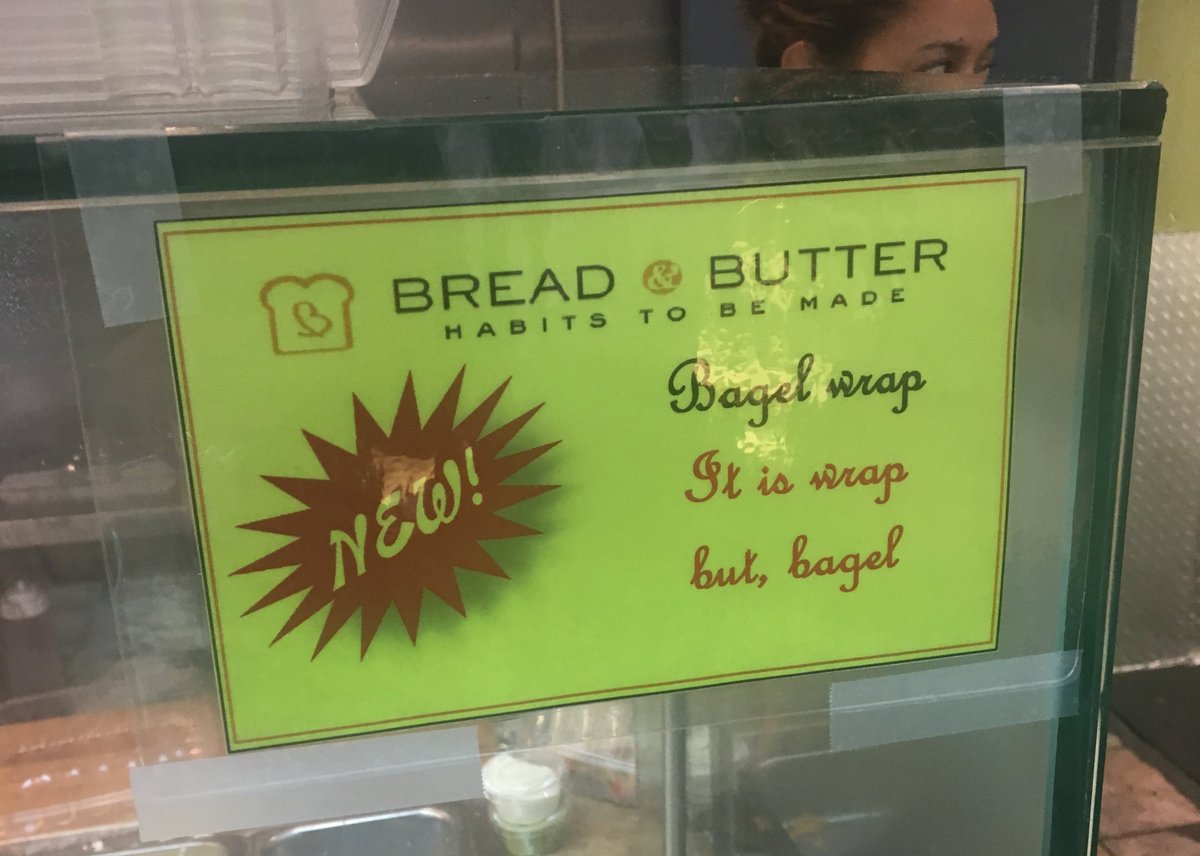 BREAD & BUTTER
HABITS TO BE MADE
NEW!
Bagel wrap
It is wrap
but, bagel